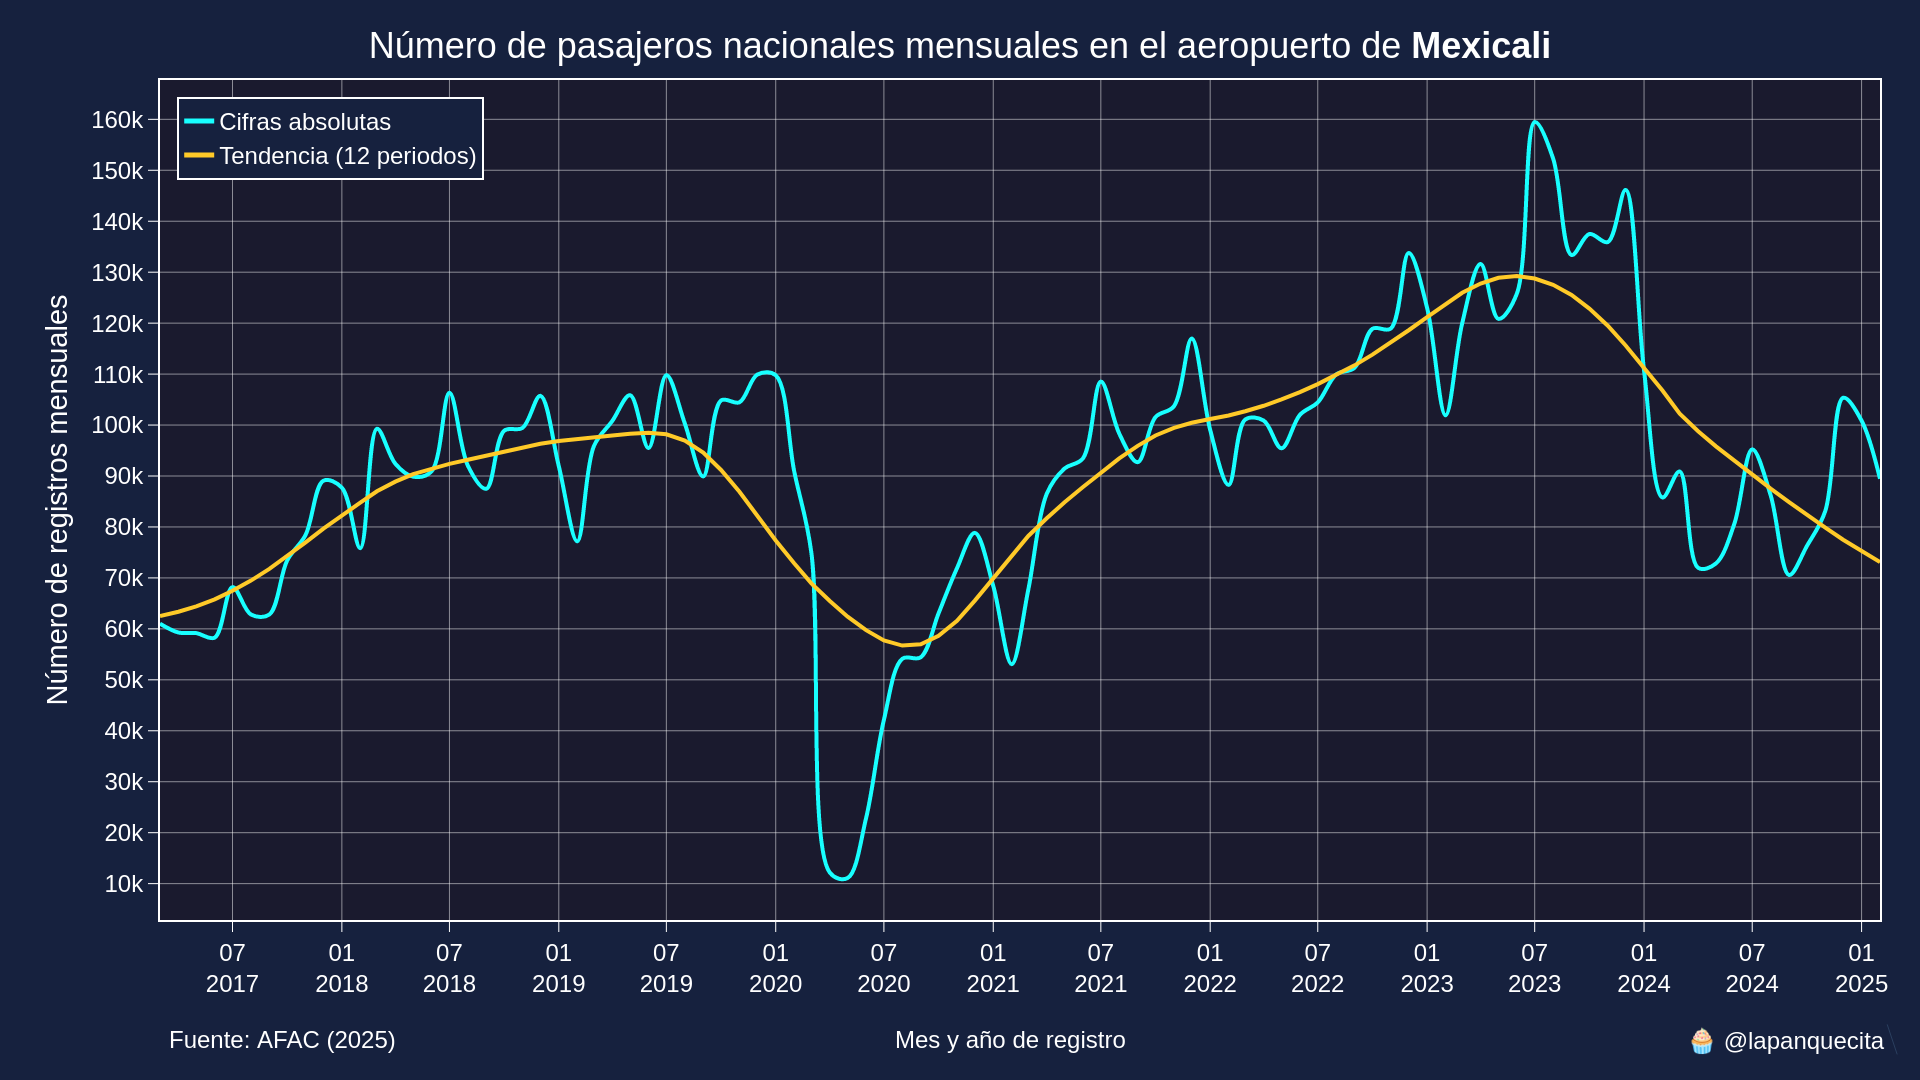 Número de pasajeros nacionales mensuales en el aeropuerto de Mexicali
Cifras absolutas
Tendencia (12 periodos)
Número de registros mensuales
160k
150k
140k
130k
120k
110k
100k
90k
80k
70k
60k
50k
40k
30k
20k
10k
07 01 07 01 07 01 07 01 07 01 07 01 07 01 07 01
2017 2018 2018 2019 2019 2020 2020 2021 2021 2022 2022 2023 2023 2024 2024 2025
Fuente: AFAC (2025) Mes y año de registro 🧁 @lapanquecita